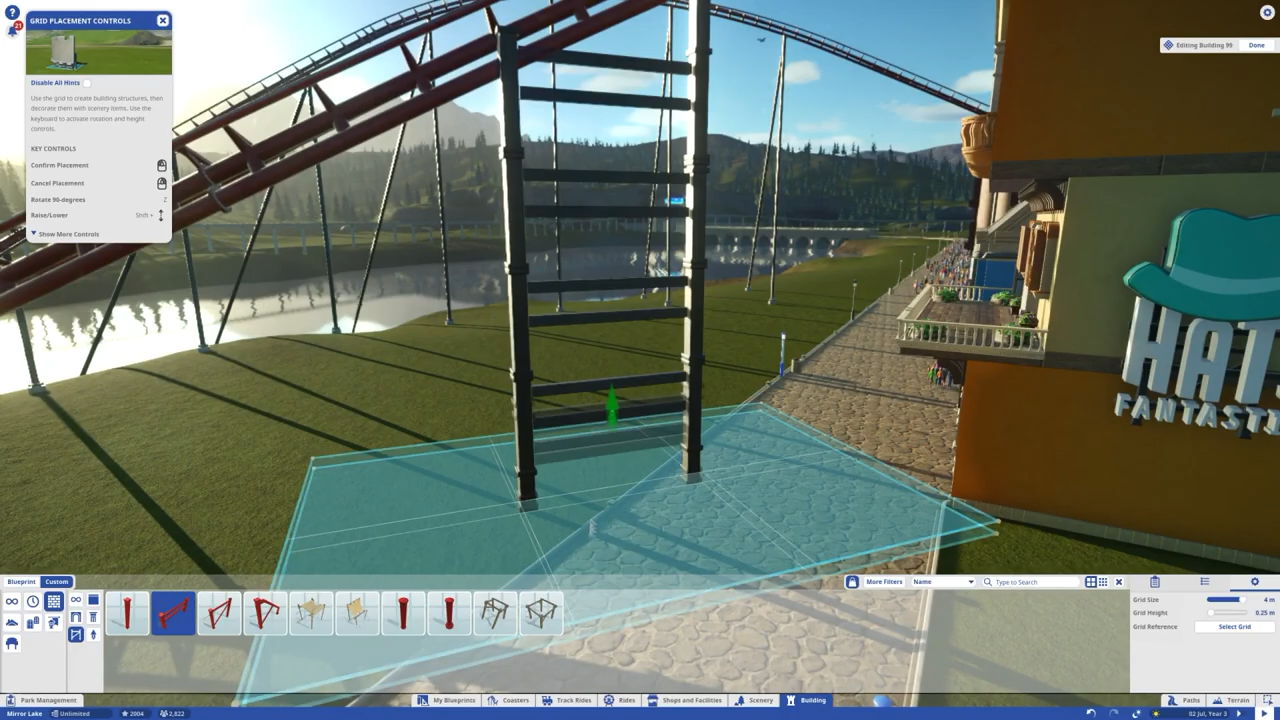 ?
21
GRID PLACEMENT CONTROLS
Disable All Hints
Use the grid to create building structures, then
decorate them with scenery items. Use the
keyboard to activate rotation and height
controls.
KEY CONTROLS
Confirm Placement
Cancel Placement
Rotate 90-degrees Z
Raise/Lower Shift +
Show More Controls
Editing Building 99 Done
HAT
FANTAST
Blueprint Custom
More Filters Name Type to Search
Grid Size 4 m
Grid Height 0.25 m
Grid Reference Select Grid
Park Management My Blueprints Coasters Track Rides Rides Shops and Facilities Scenery Building Paths Terrain
Mirror Lake Unlimited 2004 2,822 02 Jul, Year 3